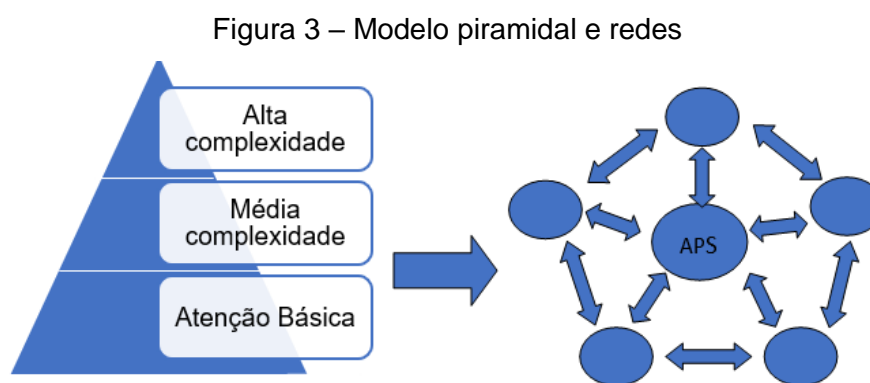 Figura 3 – Modelo piramidal e redes
Alta
complexidade
Média
complexidade
Atenção Básica
APS